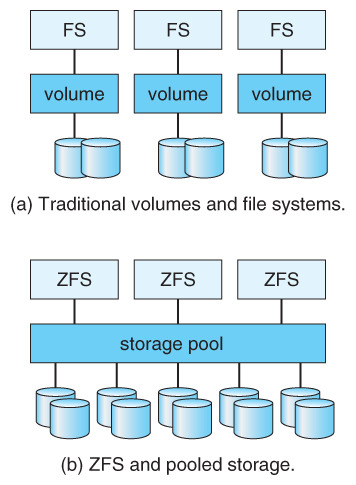 FS FS FS
volume volume volume
(a) Traditional volumes and file systems.
ZFS ZFS ZFS
storage pool
(b) ZFS and pooled storage.